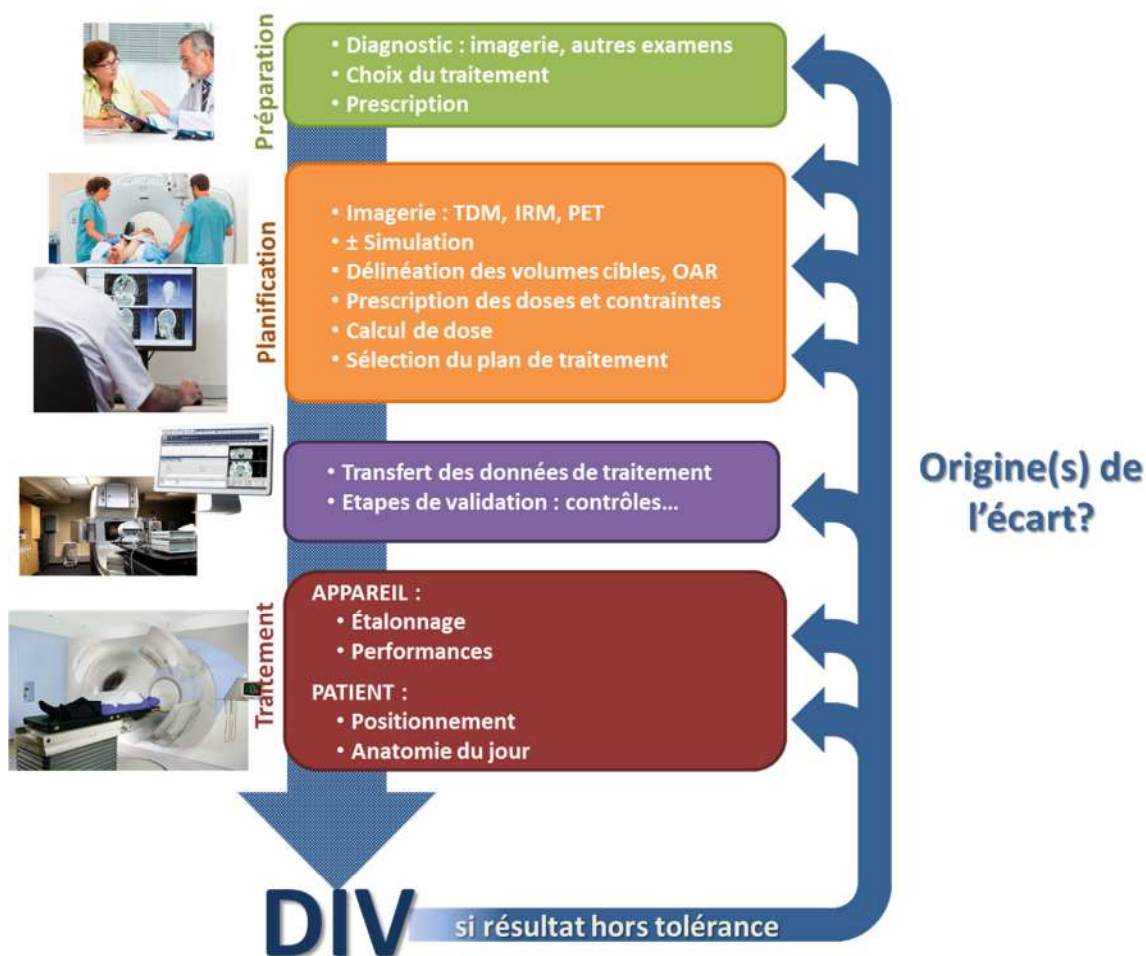 Préparation
• Diagnostic : imagerie, autres examens
• Choix du traitement
• Prescription
Planification
• Imagerie : TDM, IRM, PET
• ± Simulation
• Délinéation des volumes cibles, OAR
• Prescription des doses et contraintes
• Calcul de dose
• Sélection du plan de traitement
• Transfert des données de traitement
• Etapes de validation : contrôles...
Origine(s) de
l'écart?
Traitement
APPAREIL :
• Étalonnage
• Performances
PATIENT :
• Positionnement
• Anatomie du jour
DIV
si résultat hors tolérance